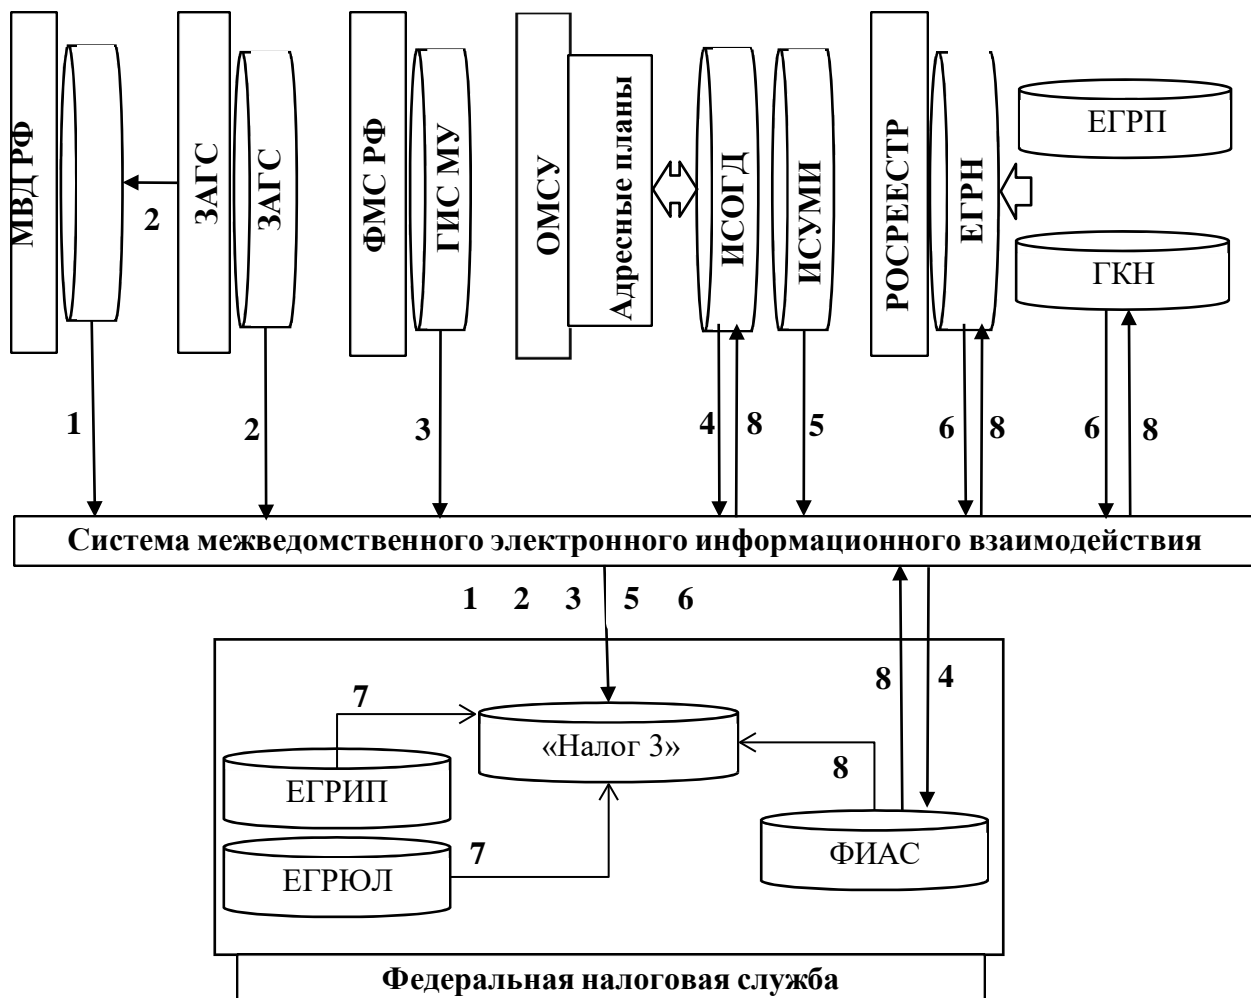 МВД РФ
ЗАГС
ЗАГС
ФМС РФ
ГИС МУ
ОМСУ
Адресные планы
ИСОГД
ИСУМИ
РОСРЕЕСТР
ЕГРН
ЕГРП
ГКН
2
1
2
3
4
8
5
6
8
6
8
Система межведомственного электронного информационного взаимодействия
1 2 3 5 6
8
4
7
«Налог 3»
8
ЕГРИП
7
ЕГРЮЛ
ФИАС
Федеральная налоговая служба